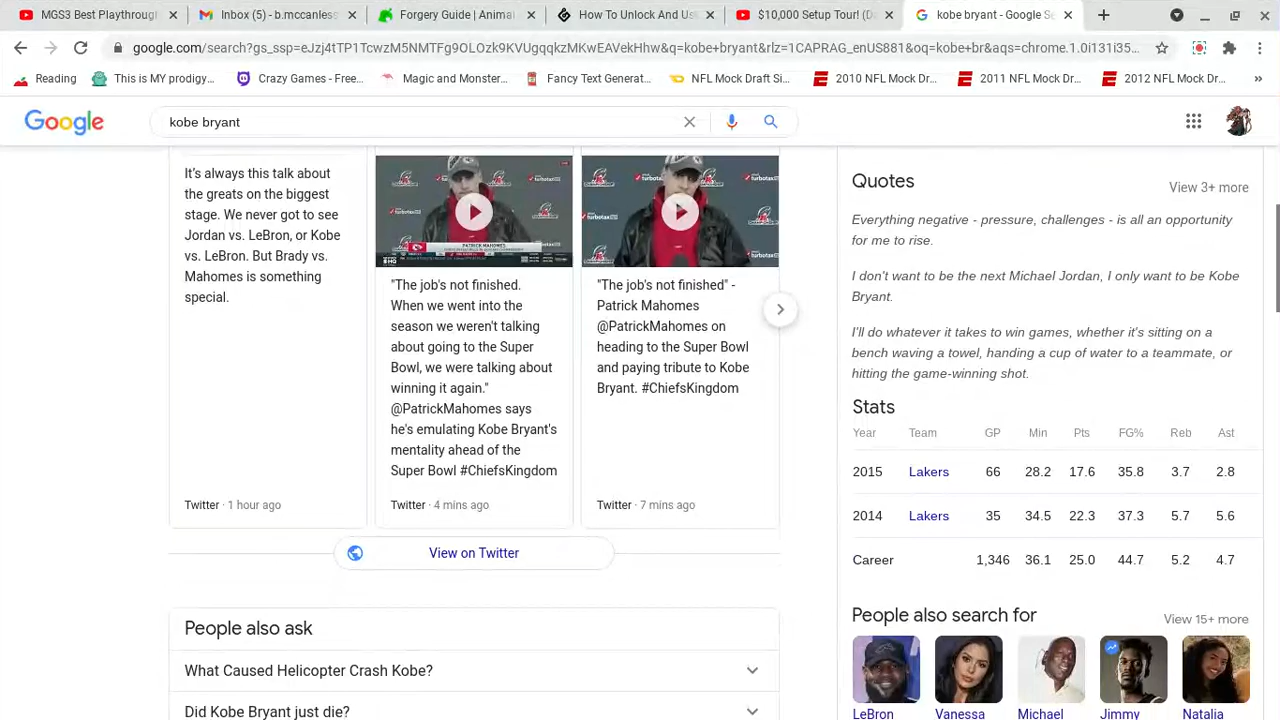 MGS3 Best Playthroug
Inbox (5) - b.mccanles
Forgery Guide | Animal
How To Unlock And Us
$10,000 Setup Tour! (D
kobe bryant - Google Se
google.com/search?gs_ssp=eJzj4tTP1TcwzM5NMTFg9OLOzk9KVUgqqkzMKwEAVekHhw&q=kobe+bryant&rlz=1CAPRAG_enUS881&oq=kobe+br&aqs=chrome.1.0i131i35...
Reading
This is MY prodigy...
Crazy Games - Free...
Magic and Monster...
Fancy Text Generat...
NFL Mock Draft Si...
2010 NFL Mock Dr...
2011 NFL Mock Dr...
2012 NFL Mock Dr...
Google
kobe bryant
It's always this talk about
the greats on the biggest
stage. We never got to see
Jordan vs. LeBron, or Kobe
vs. LeBron. But Brady vs.
Mahomes is something
special.
Twitter · 1 hour ago
turbotax
PATRICK MAHOMES
"The job's not finished.
When we went into the
season we weren't talking
about going to the Super
Bowl, we were talking about
winning it again."
@PatrickMahomes says
he's emulating Kobe Bryant's
mentality ahead of the
Super Bowl #ChiefsKingdom
Twitter · 4 mins ago
turbotax
"The job's not finished" -
Patrick Mahomes
@PatrickMahomes on
heading to the Super Bowl
and paying tribute to Kobe
Bryant. #ChiefsKingdom
Twitter · 7 mins ago
View on Twitter
People also ask
What Caused Helicopter Crash Kobe?
Did Kobe Bryant just die?
Quotes
View 3+ more
Everything negative - pressure, challenges - is all an opportunity
for me to rise.
I don't want to be the next Michael Jordan, I only want to be Kobe
Bryant.
I'll do whatever it takes to win games, whether it's sitting on a
bench waving a towel, handing a cup of water to a teammate, or
hitting the game-winning shot.
Stats
Year Team GP Min Pts FG% Reb Ast
2015 Lakers 66 28.2 17.6 35.8 3.7 2.8
2014 Lakers 35 34.5 22.3 37.3 5.7 5.6
Career 1,346 36.1 25.0 44.7 5.2 4.7
People also search for
View 15+ more
LeBron Vanessa Michael Jimmy Natalia